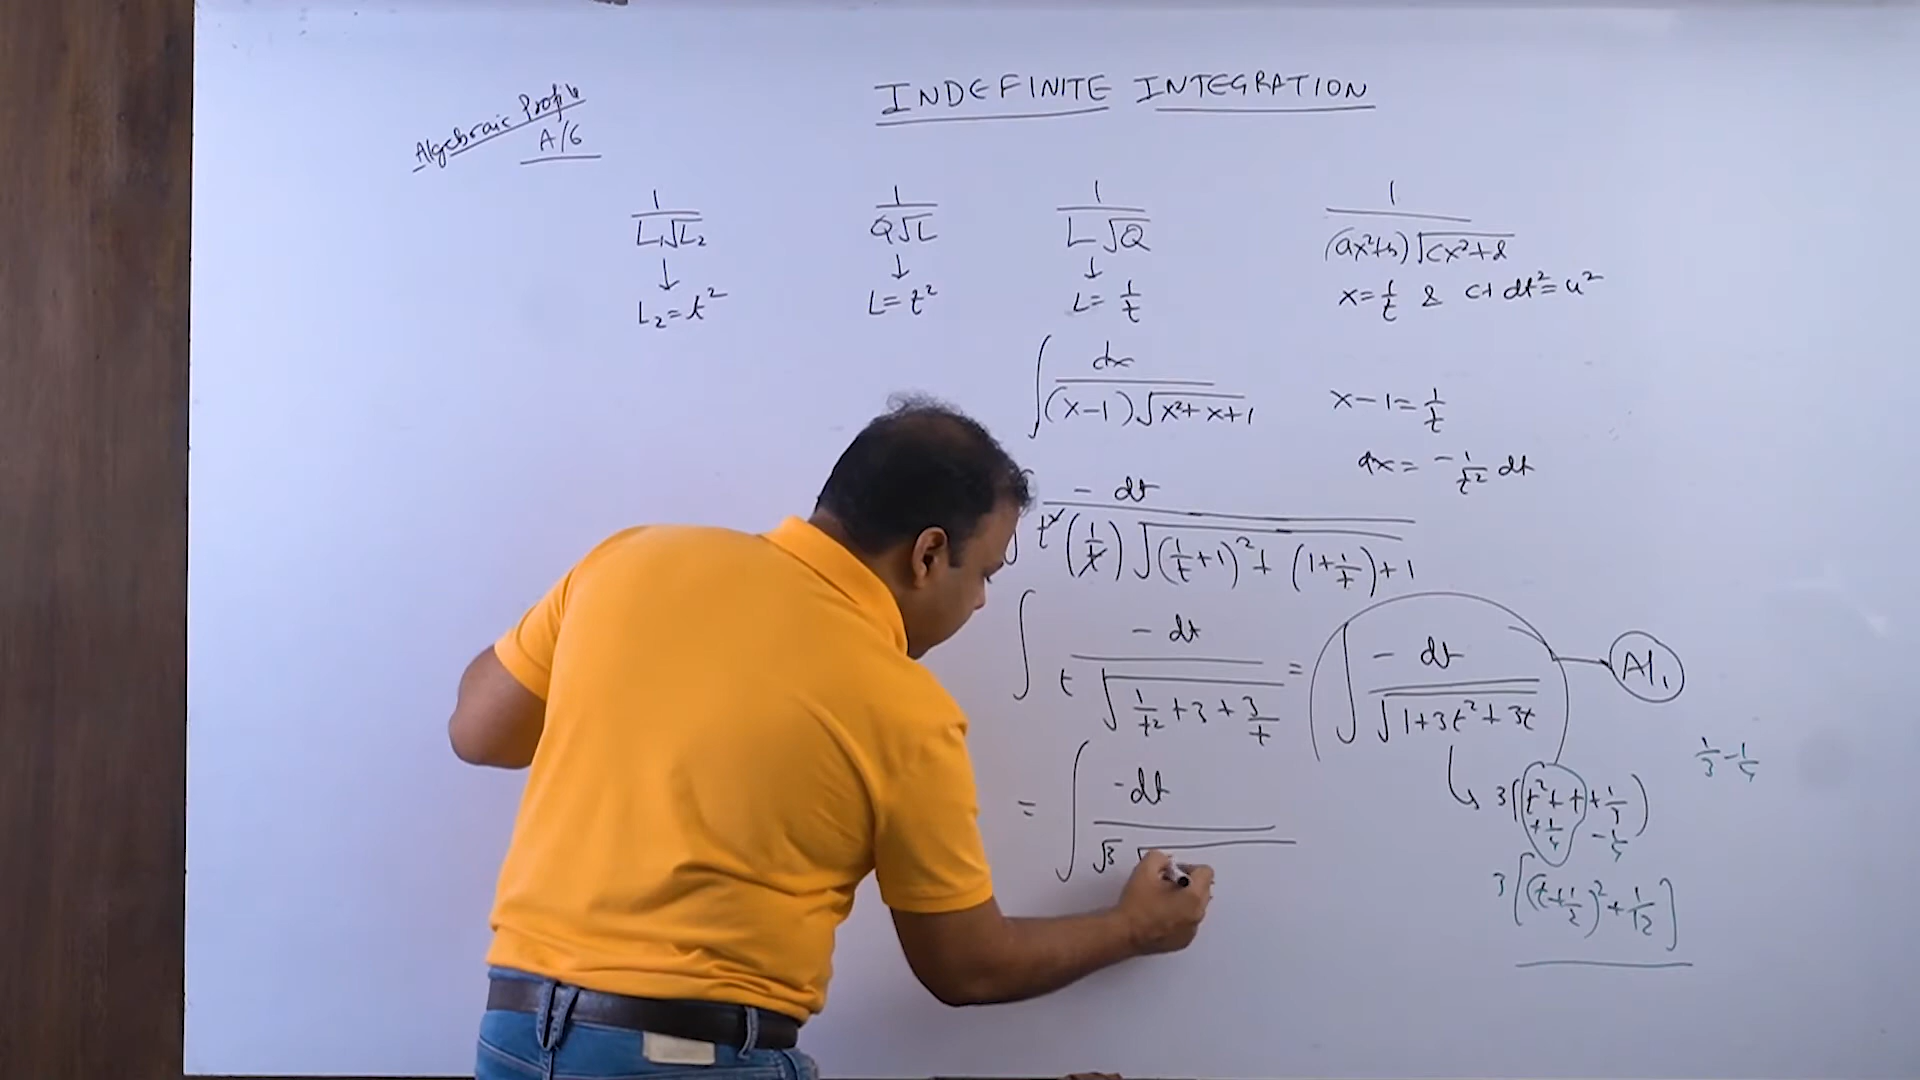 INDEFINITE INTEGRATION
Algebraic
A/6
1/(L₁√L₂) 1/(Q√L) 1/(L√Q) 1/((ax²+b)√(cx²+d))
↓ ↓ ↓
L₂=t² L=t² L=1/t x=1/t & c+dt²=u²
∫ dx/((x-1)√(x²+x+1)) x-1=1/t
dx = -1/t² dt
∫ -dt/(t²(1/t)√((1/t+1)²+(1+1/t)+1))
∫ -dt/(t√(1/t²+3+3/t)) = ∫ -dt/√(1+3t²+3t) A/1
1/3-1/4
= ∫ -dt/(√3 √
3(t²+t+1/3
+1/4 -1/4)
3[(t+1/2)²+1/12]